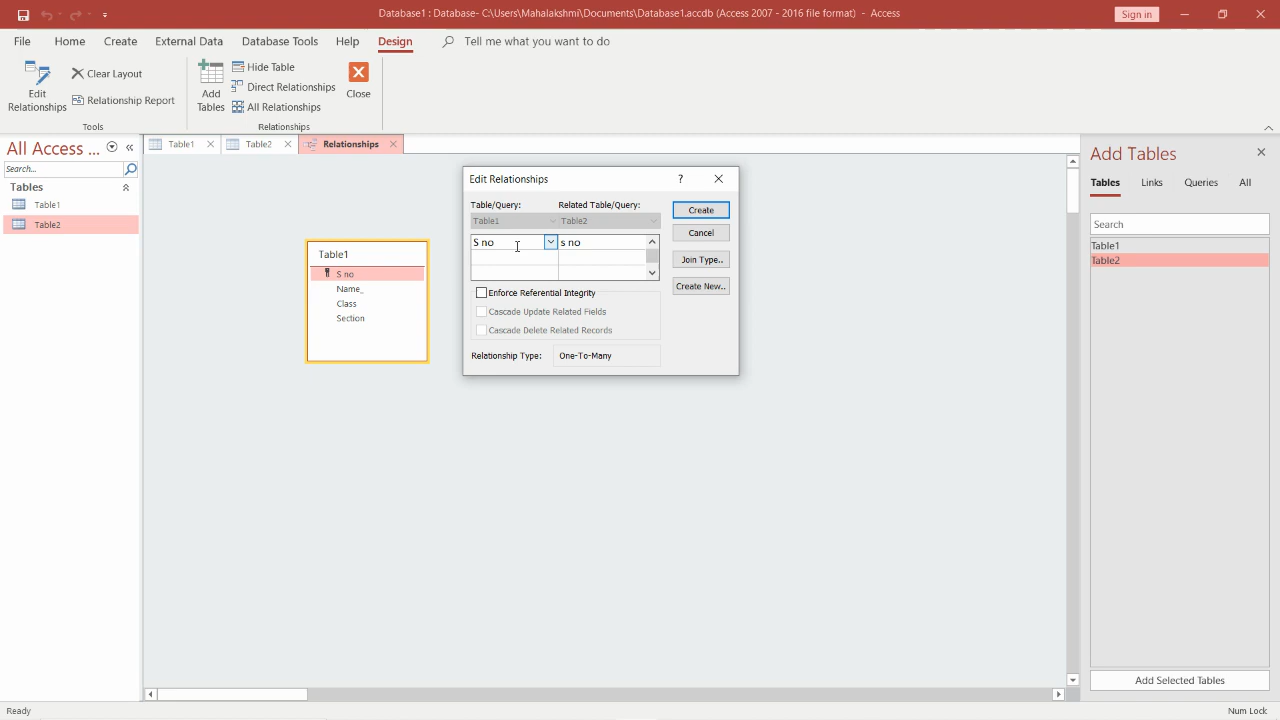 Database1 : Database- C:\Users\Mahalakshmi\Documents\Database1.accdb (Access 2007 - 2016 file format) - Access
Sign in
File Home Create External Data Database Tools Help Design Tell me what you want to do
Edit Relationships
Clear Layout
Relationship Report
Tools
Add Tables
Hide Table
Direct Relationships
All Relationships
Close
Relationships
All Access ...
Search...
Tables
Table1
Table2
Table1 Table2 Relationships
Table1
S no
Name_
Class
Section
Edit Relationships ?
Table/Query: Related Table/Query:
Table1 Table2
S no s no
Enforce Referential Integrity
Cascade Update Related Fields
Cascade Delete Related Records
Relationship Type: One-To-Many
Create
Cancel
Join Type..
Create New..
Add Tables
Tables Links Queries All
Search
Table1
Table2
Add Selected Tables
Ready Num Lock